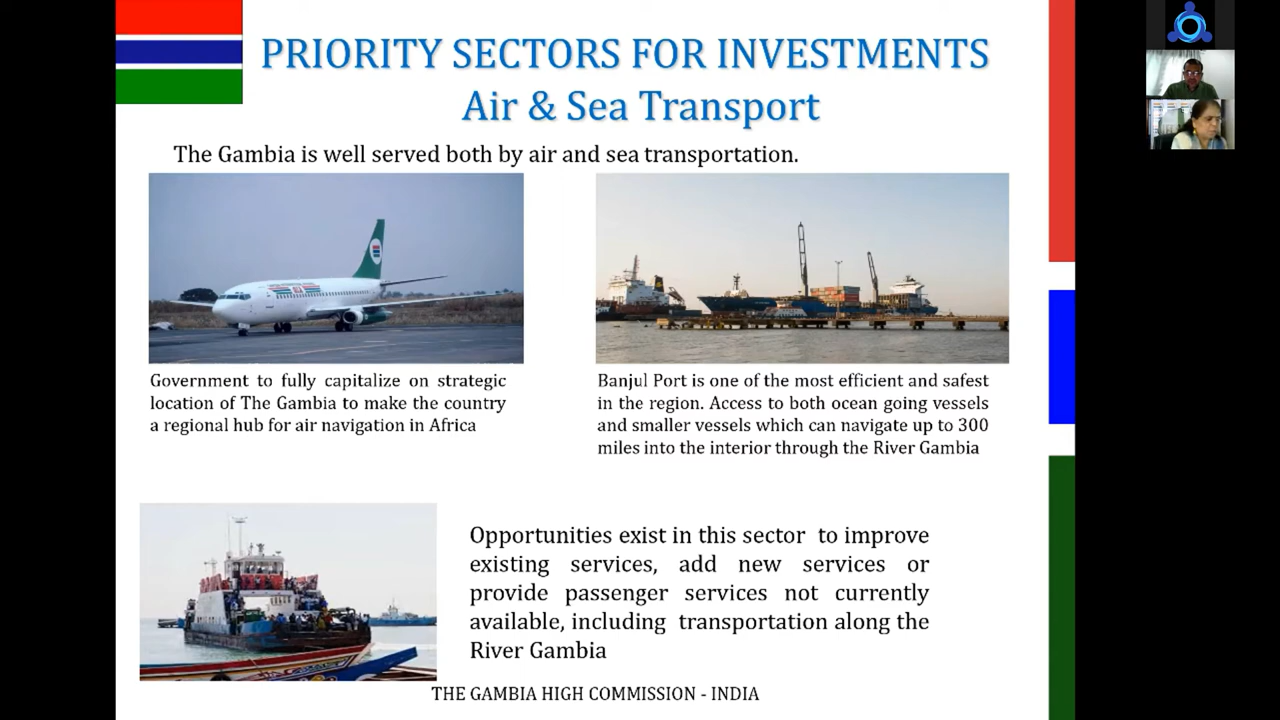 PRIORITY SECTORS FOR INVESTMENTS
Air & Sea Transport
The Gambia is well served both by air and sea transportation.
Government to fully capitalize on strategic
location of The Gambia to make the country
a regional hub for air navigation in Africa
Banjul Port is one of the most efficient and safest
in the region. Access to both ocean going vessels
and smaller vessels which can navigate up to 300
miles into the interior through the River Gambia
Opportunities exist in this sector to improve
existing services, add new services or
provide passenger services not currently
available, including transportation along the
River Gambia
THE GAMBIA HIGH COMMISSION - INDIA